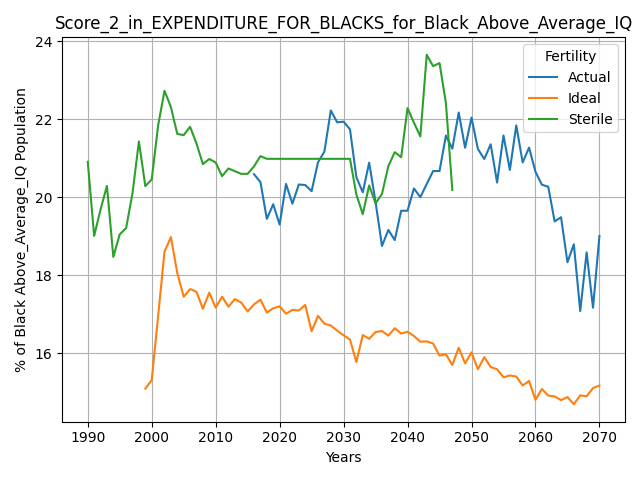 Score_2_in_EXPENDITURE_FOR_BLACKS_for_Black_Above_Average_IQ
24
22
20
18
16
% of Black Above_Average_IQ Population
Fertility
Actual
Ideal
Sterile
1990 2000 2010 2020 2030 2040 2050 2060 2070
Years